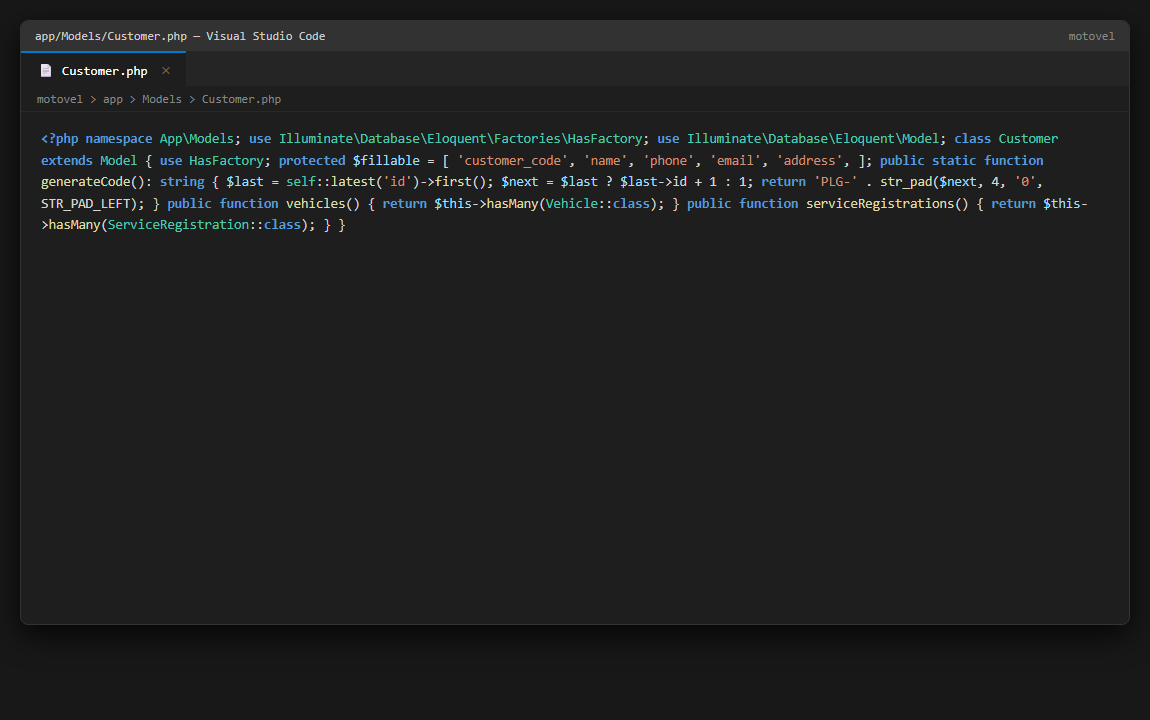 app/Models/Customer.php — Visual Studio Code motovel
Customer.php ×
motovel > app > Models > Customer.php
<?php namespace App\Models; use Illuminate\Database\Eloquent\Factories\HasFactory; use Illuminate\Database\Eloquent\Model; class Customer
extends Model { use HasFactory; protected $fillable = [ 'customer_code', 'name', 'phone', 'email', 'address', ]; public static function
generateCode(): string { $last = self::latest('id')->first(); $next = $last ? $last->id + 1 : 1; return 'PLG-' . str_pad($next, 4, '0',
STR_PAD_LEFT); } public function vehicles() { return $this->hasMany(Vehicle::class); } public function serviceRegistrations() { return $this-
>hasMany(ServiceRegistration::class); } }